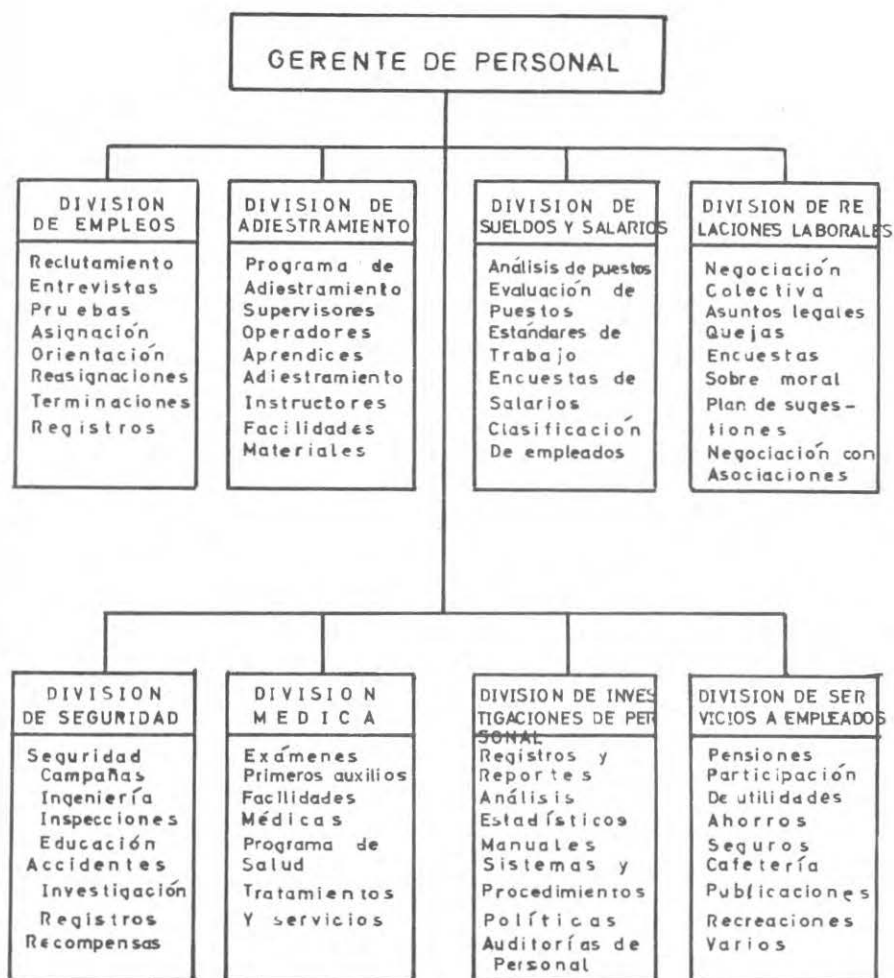 GERENTE DE PERSONAL
DIVISION
DE EMPLEOS
Reclutamiento
Entrevistas
Pruebas
Asignación
Orientación
Reasignaciones
Terminaciones
Registros
DIVISION DE
ADIESTRAMIENTO
Programa de
Adiestramiento
Supervisores
Operadores
Aprendices
Adiestramiento
Instructores
Facilidades
Materiales
DIVISION DE
SUELDOS Y SALARIOS
Análisis de puestos
Evaluación de
Puestos
Estándares de
Trabajo
Encuestas de
Salarios
Clasificación
De empleados
DIVISION DE RE
LACIONES LABORALES
Negociación
Colectiva
Asuntos legales
Quejas
Encuestas
Sobre moral
Plan de suges-
tiones
Negociación con
Asociaciones
DIVISION
DE SEGURIDAD
Seguridad
Campañas
Ingeniería
Inspecciones
Educación
Accidentes
Investigación
Registros
Recompensas
DIVISION
MEDICA
Exámenes
Primeros auxilios
Facilidades
Médicas
Programa de
Salud
Tratamientos
Y servicios
DIVISION DE INVES
TIGACIONES DE PER
SONAL
Registros y
Reportes
Análisis
Estadísticos
Manuales
Sistemas y
Procedimientos
Políticas
Auditorías de
Personal
DIVISION DE SER
VICIOS A EMPLEADOS
Pensiones
Participación
De utilidades
Ahorros
Seguros
Cafetería
Publicaciones
Recreaciones
Varios